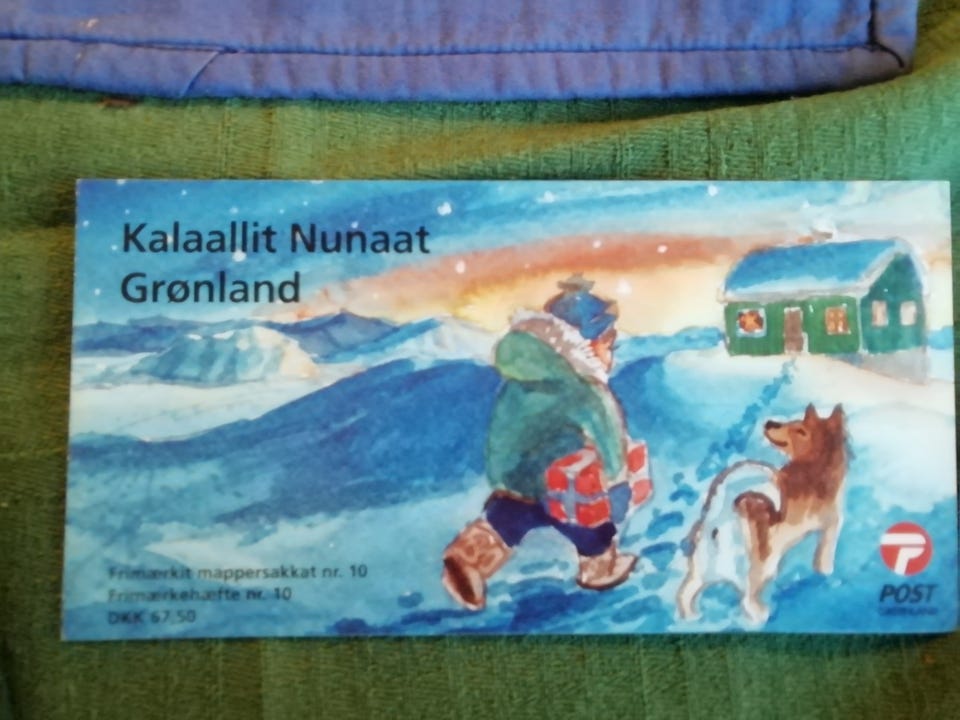 Kalaallit Nunaat
Grønland
Frimærkit mappersakkat nr. 10
Frimærkehæfte nr. 10
DKK 67.50
POST